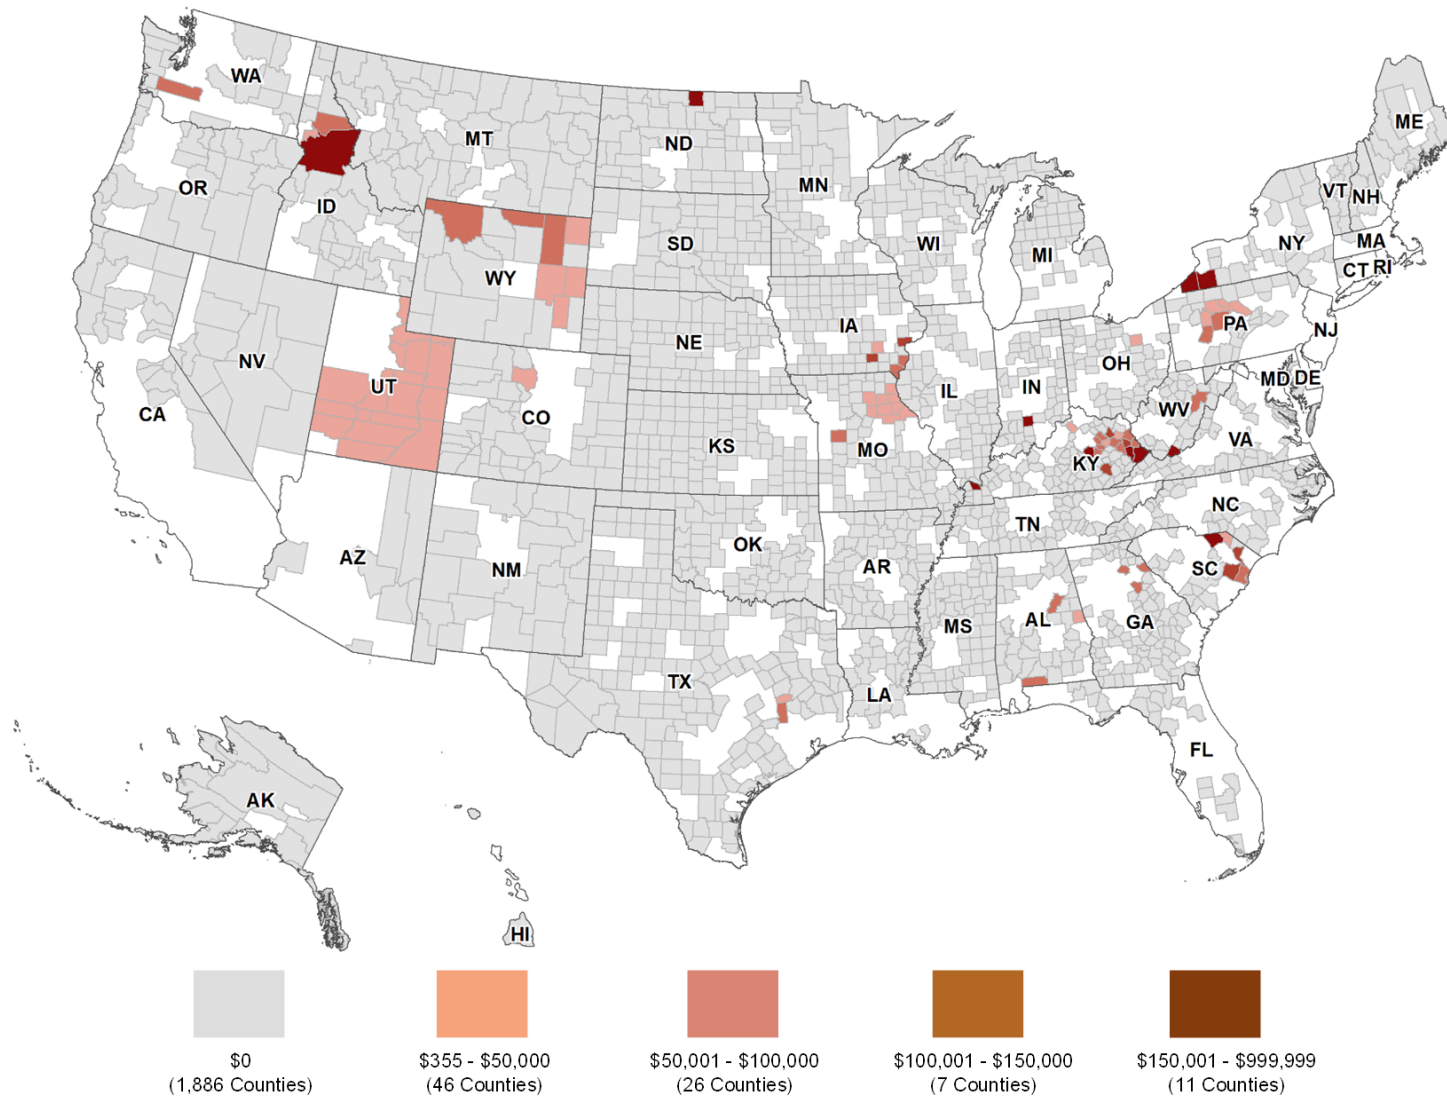 WA
MT
ND
MN
ME
OR
ID
SD
WI
MI
VT
NH
NY
MA
CT
RI
WY
NE
IA
PA
NJ
NV
UT
CO
IL
IN
OH
MD
DE
WV
CA
KS
MO
KY
VA
AZ
NM
OK
TN
NC
AR
SC
MS
AL
GA
TX
LA
FL
AK
HI
$0
(1,886 Counties)
$355 - $50,000
(46 Counties)
$50,001 - $100,000
(26 Counties)
$100,001 - $150,000
(7 Counties)
$150,001 - $999,999
(11 Counties)